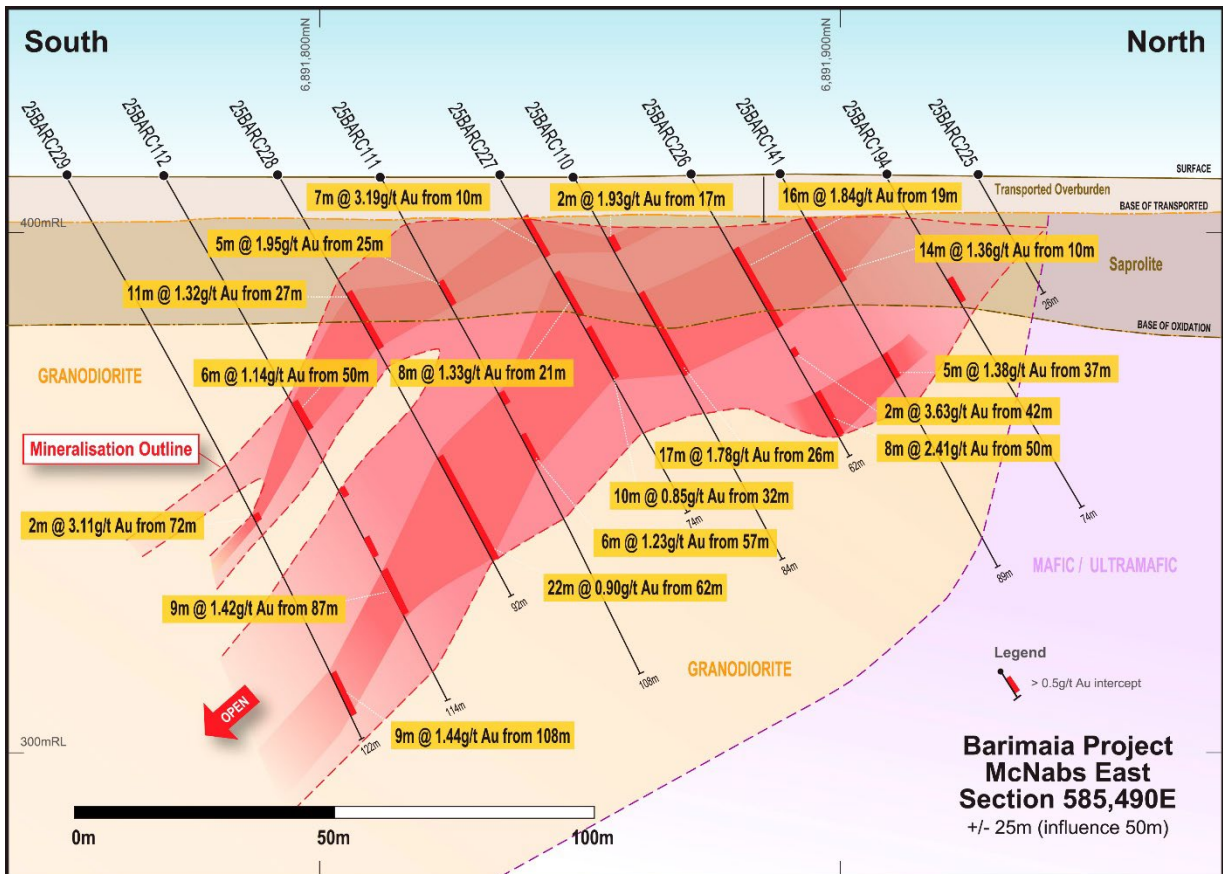 South
North
6,891,800mN
6,891,900mN
25BARC229
25BARC112
25BARC228
25BARC111
25BARC227
25BARC110
25BARC226
25BARC141
25BARC194
25BARC225
SURFACE
Transported Overburden
BASE OF TRANSPORTED
400mRL
Saprolite
BASE OF OXIDATION
7m @ 3.19g/t Au from 10m
2m @ 1.93g/t Au from 17m
16m @ 1.84g/t Au from 19m
5m @ 1.95g/t Au from 25m
14m @ 1.36g/t Au from 10m
11m @ 1.32g/t Au from 27m
26m
GRANODIORITE
6m @ 1.14g/t Au from 50m
8m @ 1.33g/t Au from 21m
5m @ 1.38g/t Au from 37m
2m @ 3.63g/t Au from 42m
Mineralisation Outline
8m @ 2.41g/t Au from 50m
17m @ 1.78g/t Au from 26m
62m
10m @ 0.85g/t Au from 32m
74m
74m
2m @ 3.11g/t Au from 72m
6m @ 1.23g/t Au from 57m
84m
89m
MAFIC / ULTRAMAFIC
22m @ 0.90g/t Au from 62m
92m
9m @ 1.42g/t Au from 87m
GRANODIORITE
108m
114m
OPEN
9m @ 1.44g/t Au from 108m
122m
300mRL
Legend
> 0.5g/t Au intercept
Barimaia Project
McNabs East
Section 585,490E
+/- 25m (influence 50m)
0m
50m
100m